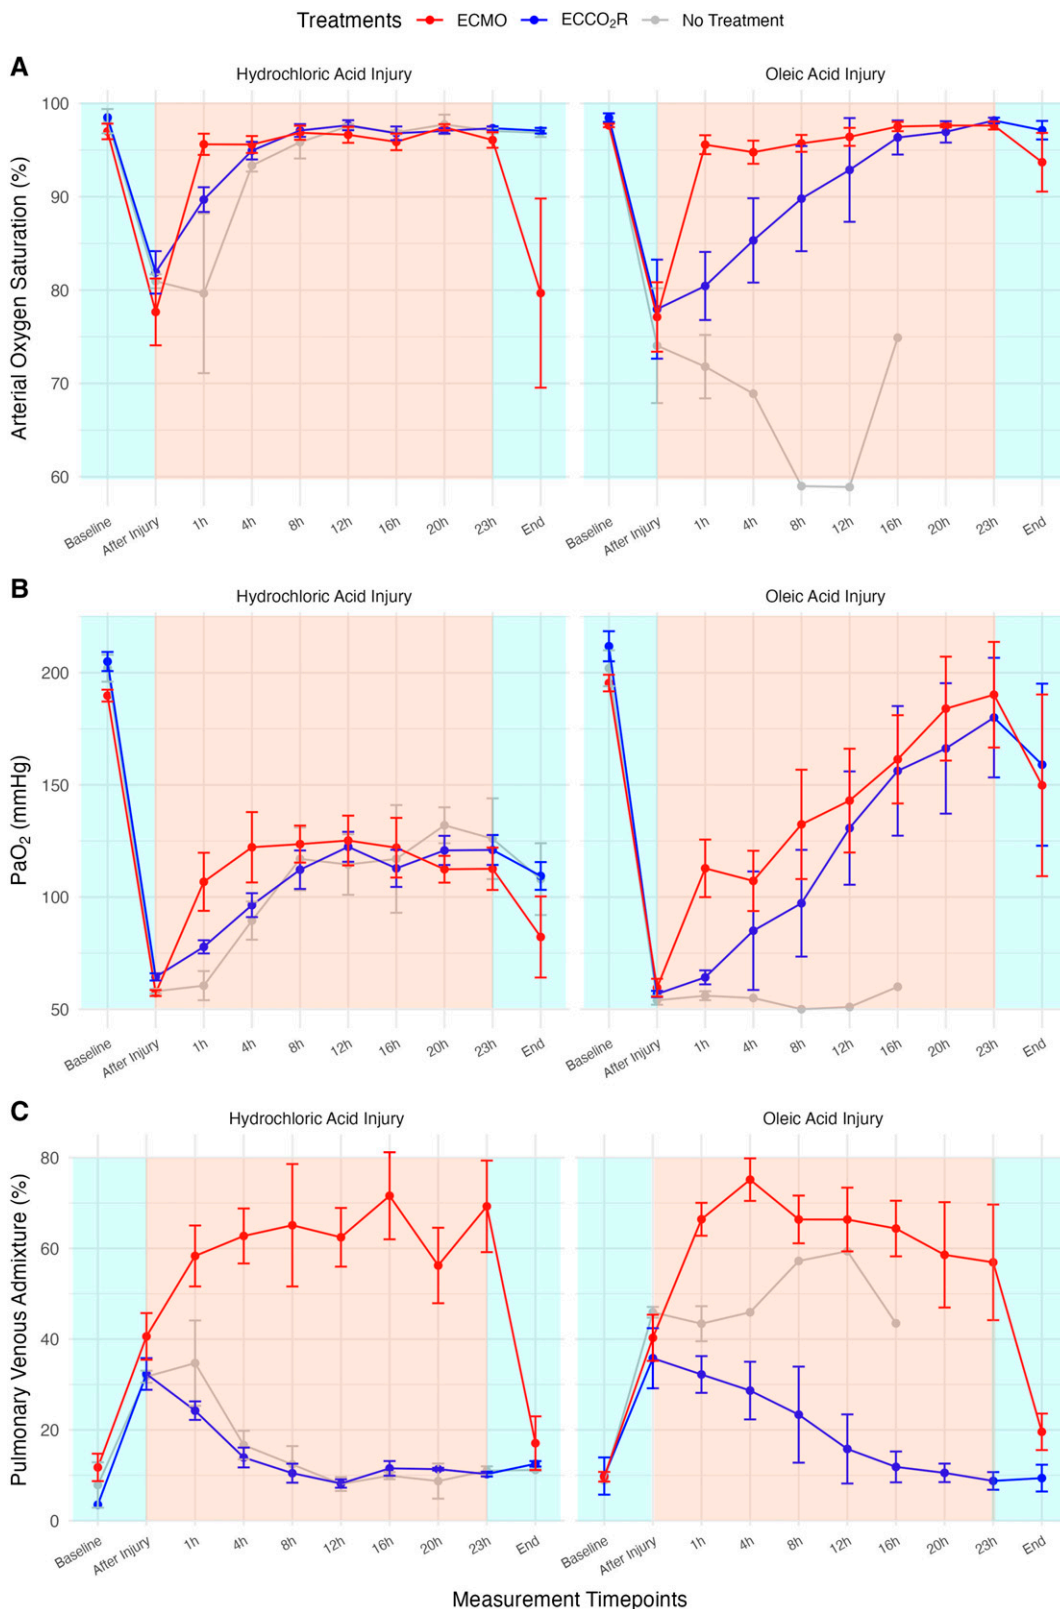 Treatments ECMO ECCO₂R No Treatment
A
Hydrochloric Acid Injury Oleic Acid Injury
Arterial Oxygen Saturation (%)
100
90
80
70
60
Baseline After Injury 1h 4h 8h 12h 16h 20h 23h End Baseline After Injury 1h 4h 8h 12h 16h 20h 23h End
B
Hydrochloric Acid Injury Oleic Acid Injury
PaO₂ (mmHg)
200
150
100
50
Baseline After Injury 1h 4h 8h 12h 16h 20h 23h End Baseline After Injury 1h 4h 8h 12h 16h 20h 23h End
C
Hydrochloric Acid Injury Oleic Acid Injury
Pulmonary Venous Admixture (%)
80
60
40
20
0
Baseline After Injury 1h 4h 8h 12h 16h 20h 23h End Baseline After Injury 1h 4h 8h 12h 16h 20h 23h End
Measurement Timepoints